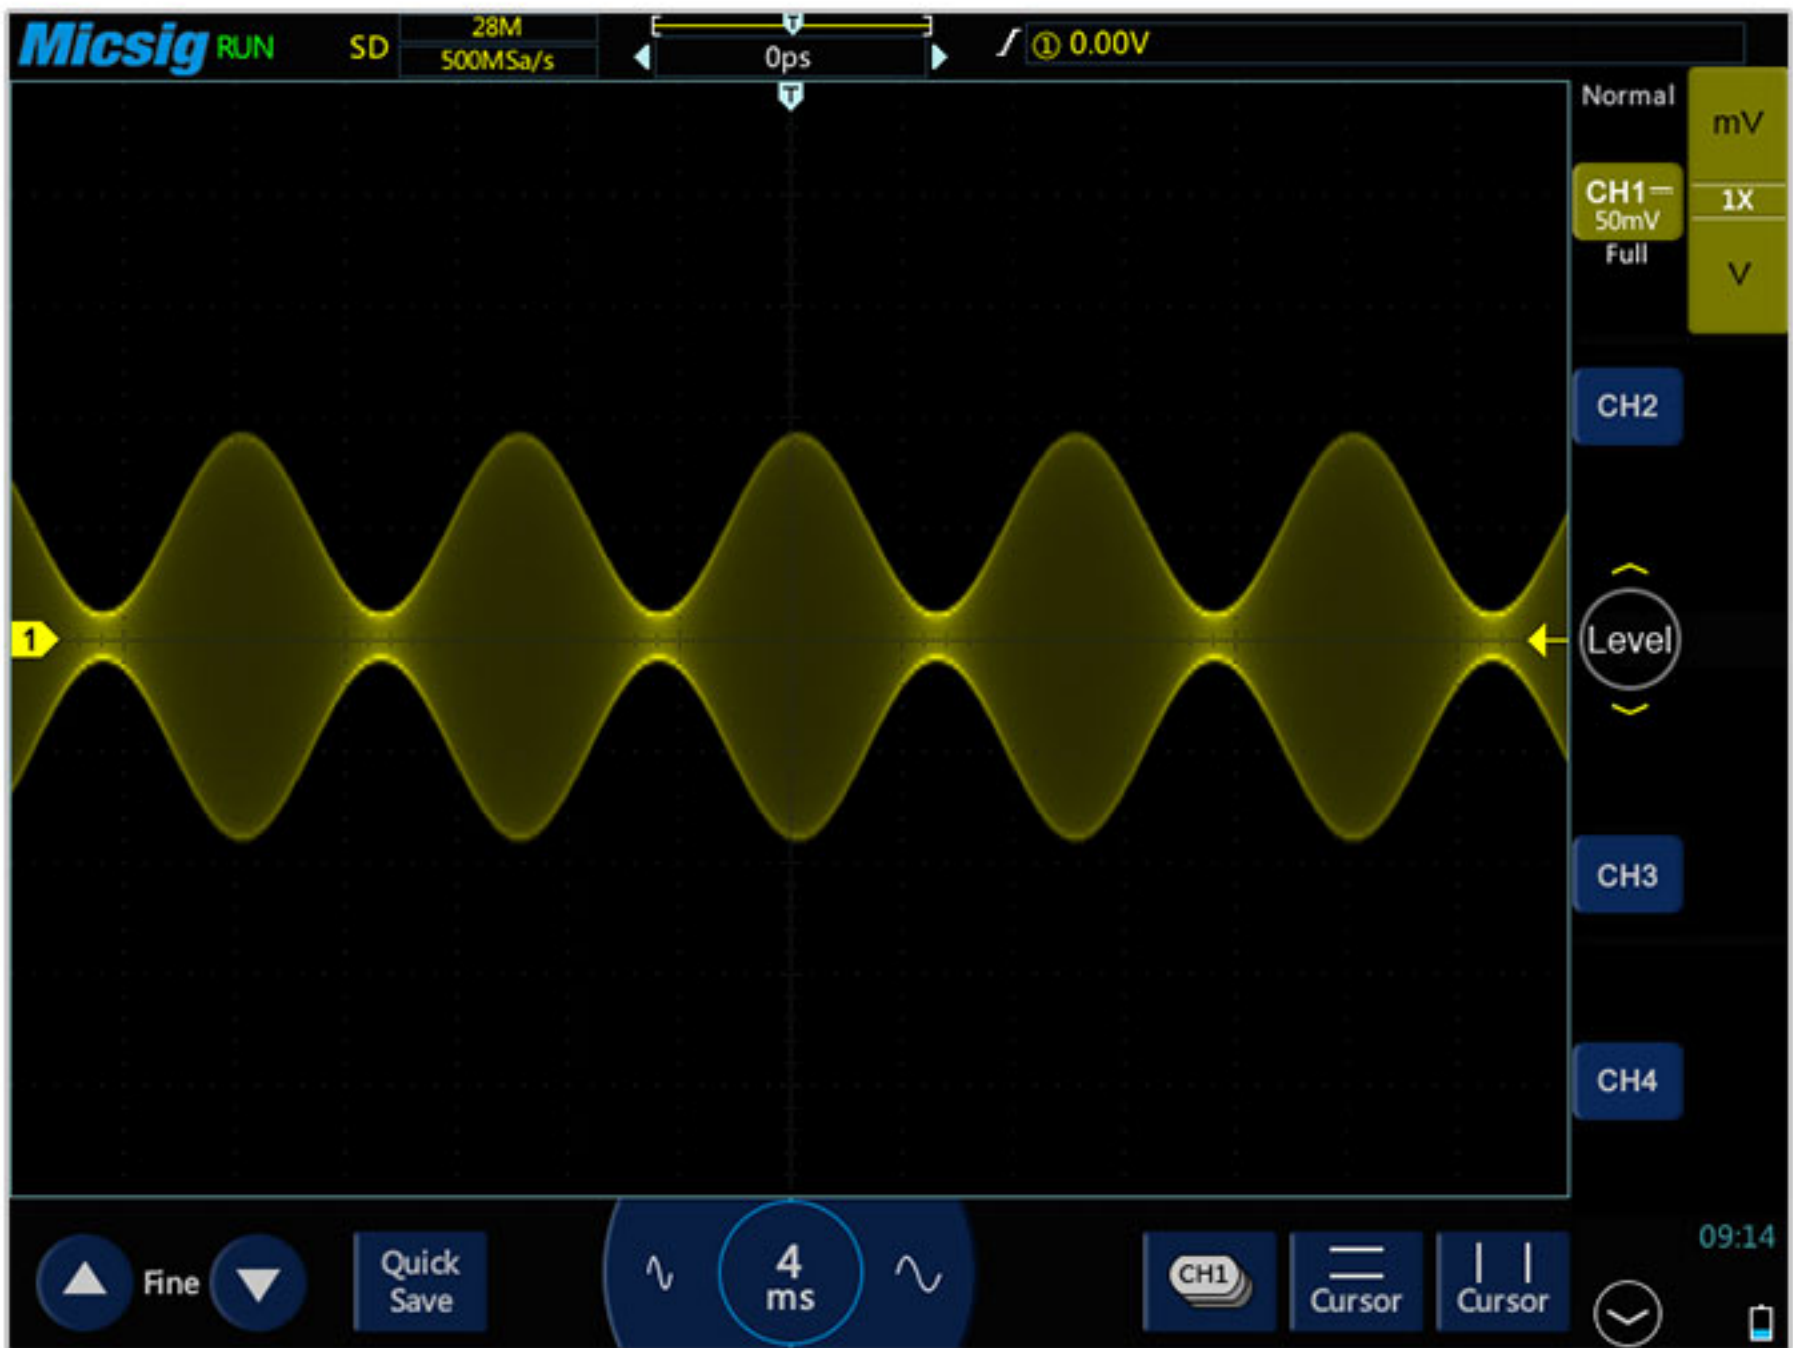 Micsig RUN SD 28M
500MSa/s
T
0ps
① 0.00V
T
Normal
mV
CH1
50mV
Full
1X
V
CH2
1
Level
CH3
CH4
Fine
Quick
Save
4
ms
CH1
Cursor
Cursor
09:14